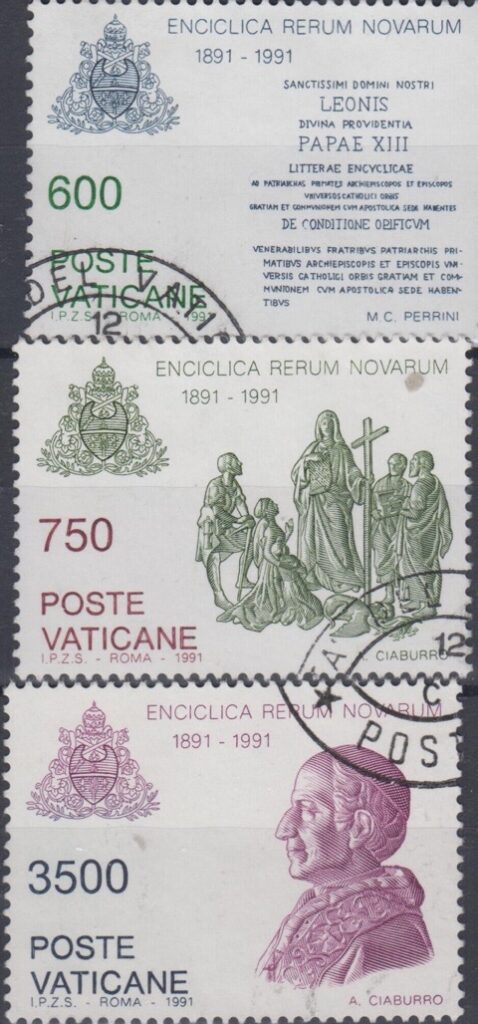 ENCICLICA RERUM NOVARUM
1891 - 1991
SANCTISSIMI DOMINI NOSTRI
LEONIS
DIVINA PROVIDENTIA
PAPAE XIII
LITTERAE ENCYCLICAE
AD PATRIARCHAS PRIMATES ARCHIEPISCOPOS ET EPISCOPOS
VNIVERSOS CATHOLICI ORBIS
GRATIAM ET COMMVNIONEM CVM APOSTOLICA SEDE HABENTES
DE CONDITIONE OPIFICVM
VENERABILIBVS FRATRIBVS PATRIARCHIS PRI-
MATIBVS ARCHIEPISCOPIS ET EPISCOPIS VNI-
VERSIS CATHOLICI ORBIS GRATIAM ET COM-
MVNIONEM CVM APOSTOLICA SEDE HABEN-
TIBVS
600
POSTE
VATICANE
I.P.Z.S. - ROMA - 1991
M.C. PERRINI
DEL VATI
12
ENCICLICA RERUM NOVARUM
1891 - 1991
750
POSTE
VATICANE
I.P.Z.S. - ROMA - 1991
A. CIABURRO
12
POST
ENCICLICA RERUM NOVARUM
1891 - 1991
3500
POSTE
VATICANE
I.P.Z.S. - ROMA - 1991
A. CIABURRO